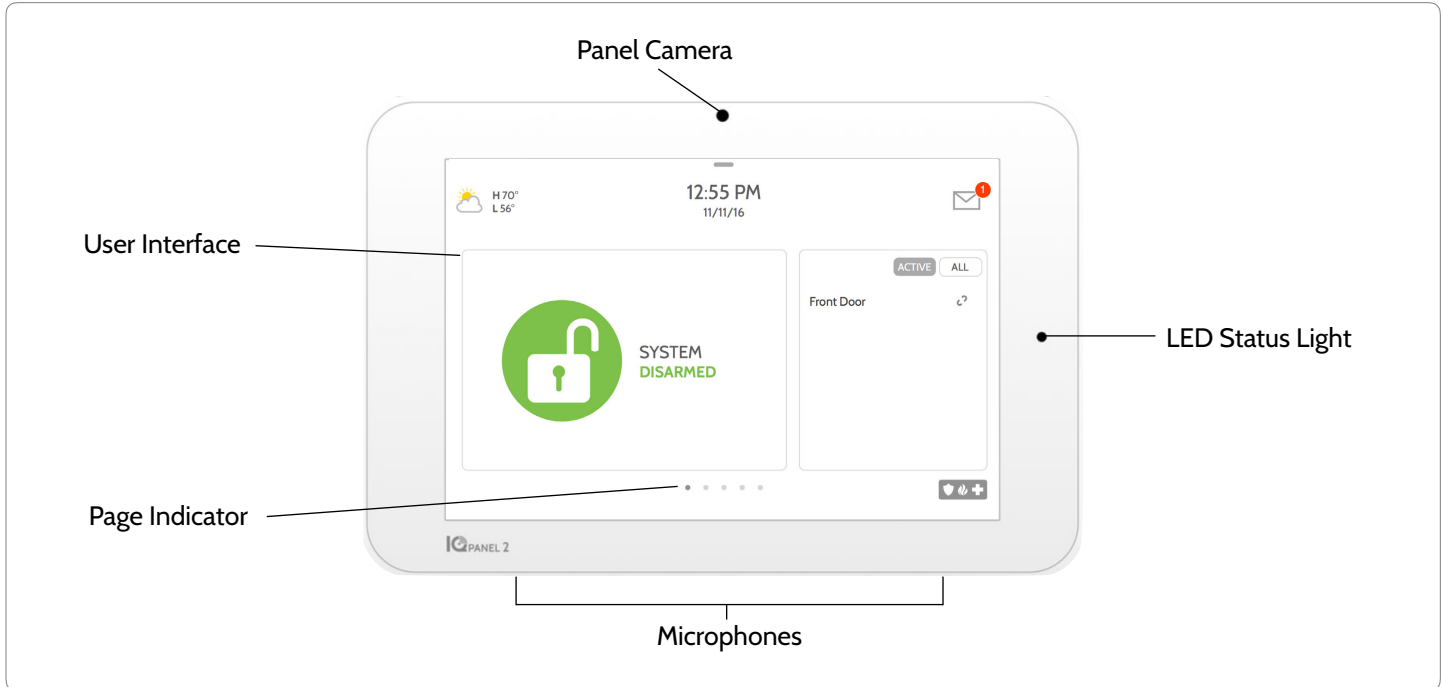 Panel Camera
H 70°
L 56°
12:55 PM
11/11/16
1
User Interface
ACTIVE
ALL
Front Door
SYSTEM
DISARMED
LED Status Light
Page Indicator
IQ PANEL 2
Microphones